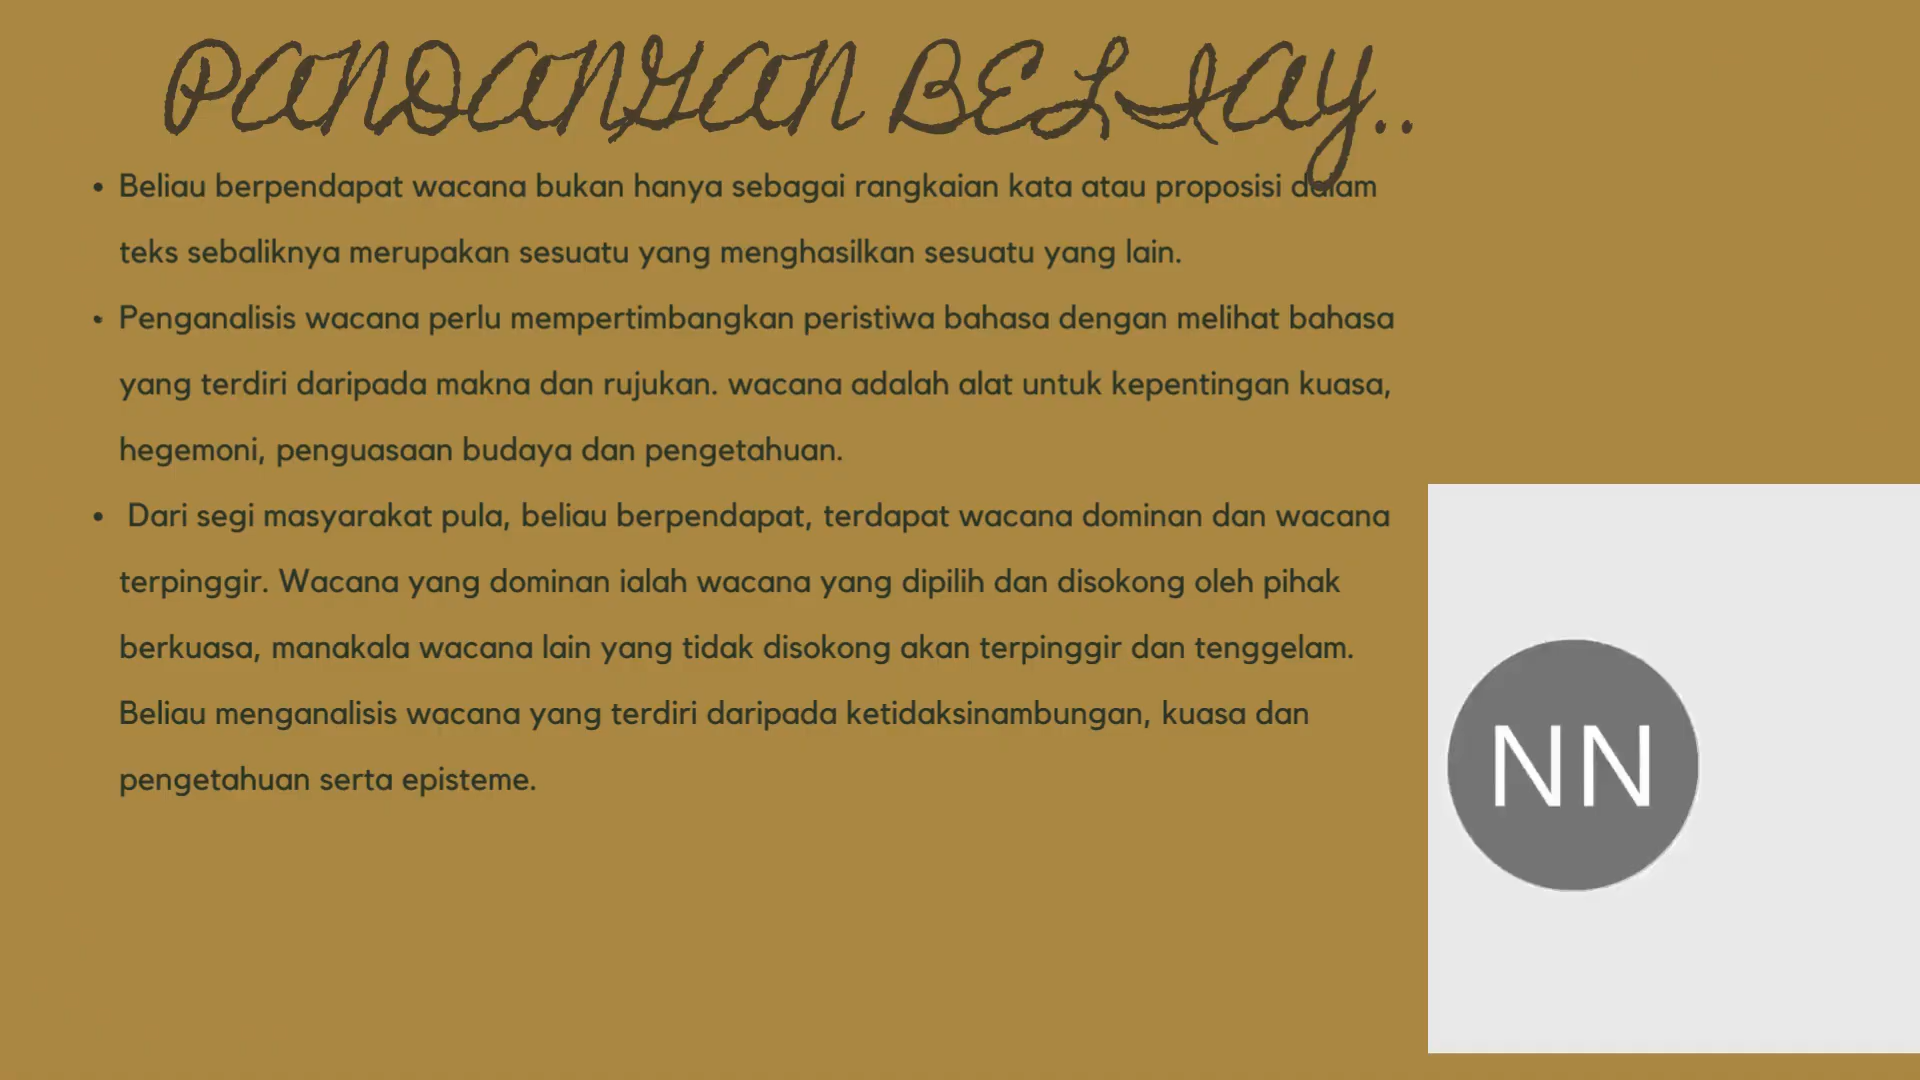 PANDANGAN BELIAU..
• Beliau berpendapat wacana bukan hanya sebagai rangkaian kata atau proposisi dalam
teks sebaliknya merupakan sesuatu yang menghasilkan sesuatu yang lain.
• Penganalisis wacana perlu mempertimbangkan peristiwa bahasa dengan melihat bahasa
yang terdiri daripada makna dan rujukan. wacana adalah alat untuk kepentingan kuasa,
hegemoni, penguasaan budaya dan pengetahuan.
• Dari segi masyarakat pula, beliau berpendapat, terdapat wacana dominan dan wacana
terpinggir. Wacana yang dominan ialah wacana yang dipilih dan disokong oleh pihak
berkuasa, manakala wacana lain yang tidak disokong akan terpinggir dan tenggelam.
Beliau menganalisis wacana yang terdiri daripada ketidaksinambungan, kuasa dan
pengetahuan serta episteme.
NN